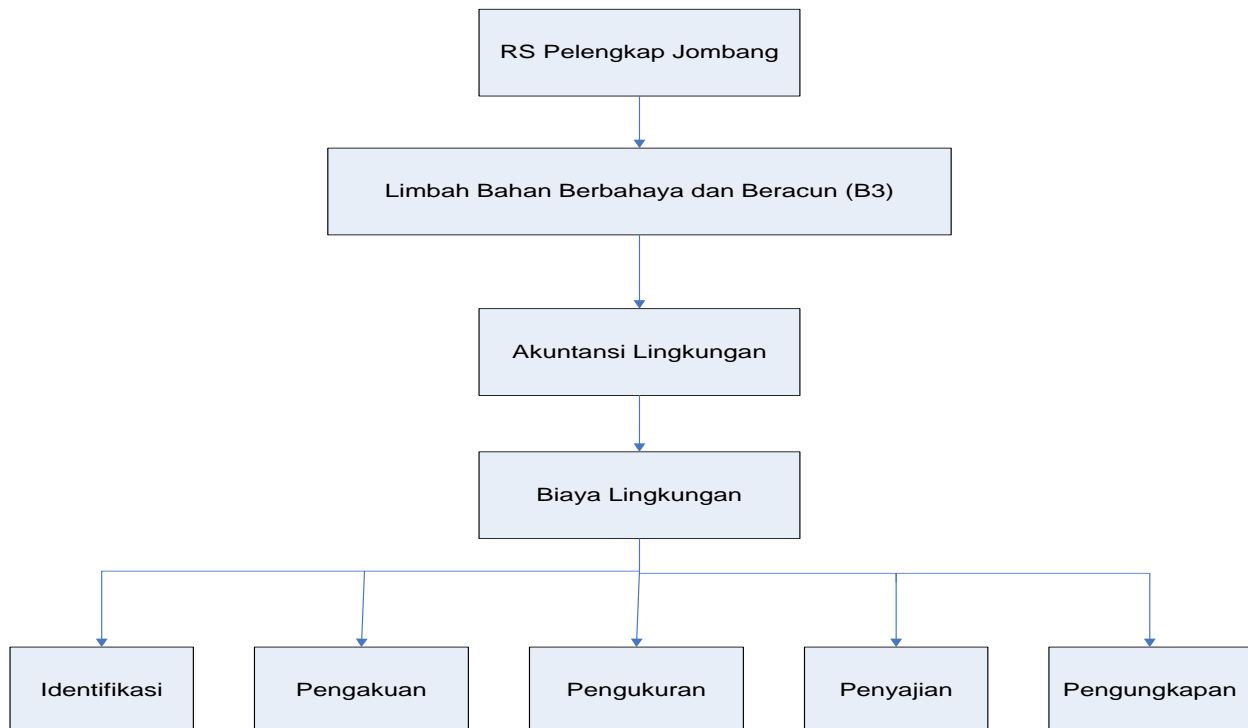 RS Pelengkap Jombang
Limbah Bahan Berbahaya dan Beracun (B3)
Akuntansi Lingkungan
Biaya Lingkungan
Identifikasi
Pengakuan
Pengukuran
Penyajian
Pengungkapan